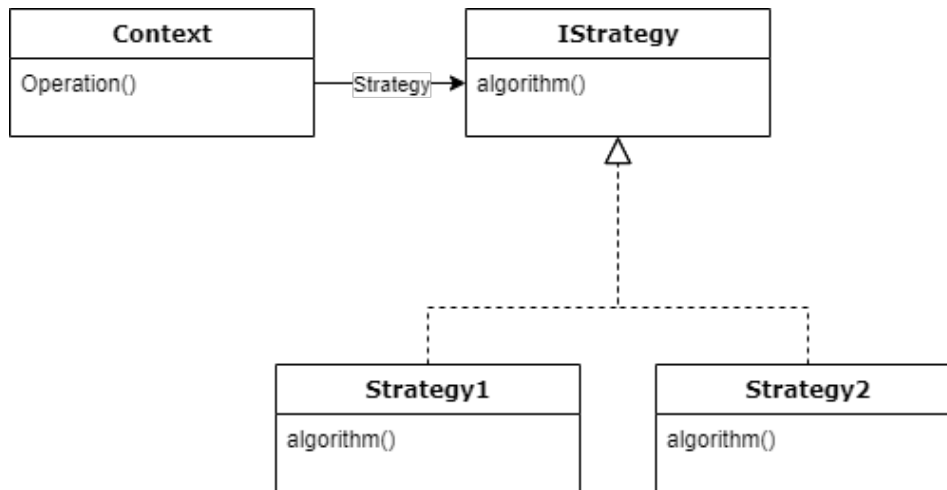 Context
Operation()
Strategy
IStrategy
algorithm()
Strategy1
algorithm()
Strategy2
algorithm()